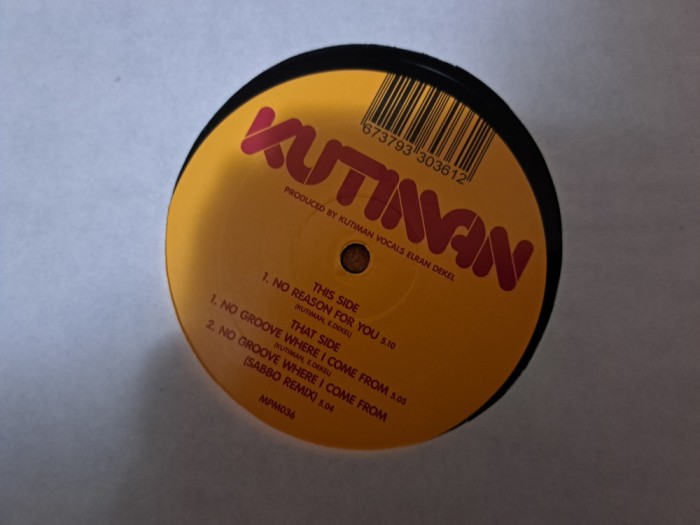 673793 303612
KUTIMAN
PRODUCED BY KUTIMAN VOCALS ELRAN DEKEL
THIS SIDE
1. NO REASON FOR YOU 5.10
(KUTIMAN, E.DEKEL)
THAT SIDE
1. NO GROOVE WHERE I COME FROM 5.05
(KUTIMAN, E.DEKEL)
2. NO GROOVE WHERE I COME FROM
(SABBO REMIX) 5.04
MPM036